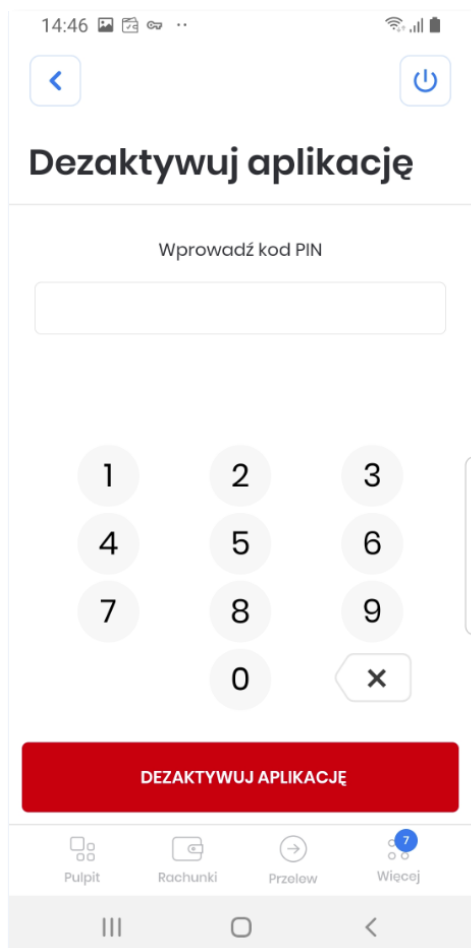 14:46
Dezaktywuj aplikację
Wprowadź kod PIN
1 2 3
4 5 6
7 8 9
0
DEZAKTYWUJ APLIKACJĘ
7
Pulpit Rachunki Przelew Więcej